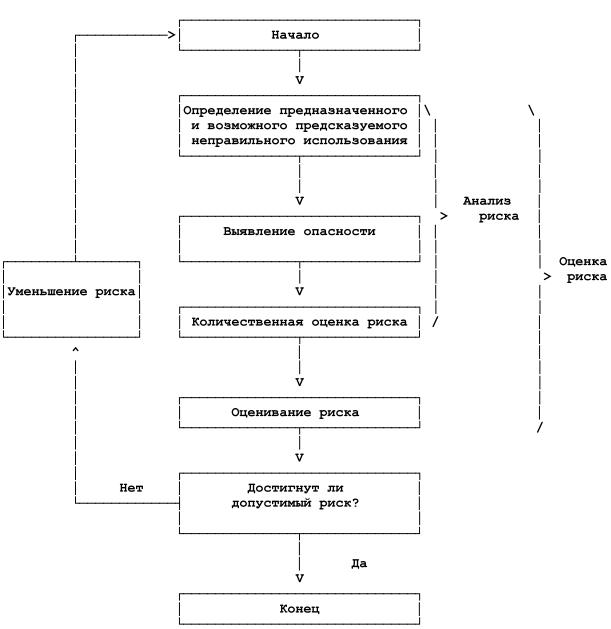 Начало
Определение предназначенного
и возможного предсказуемого
неправильного использования
Анализ
риска
Выявление опасности
Оценка
риска
Уменьшение риска
Количественная оценка риска
Оценивание риска
Нет
Достигнут ли
допустимый риск?
Да
Конец